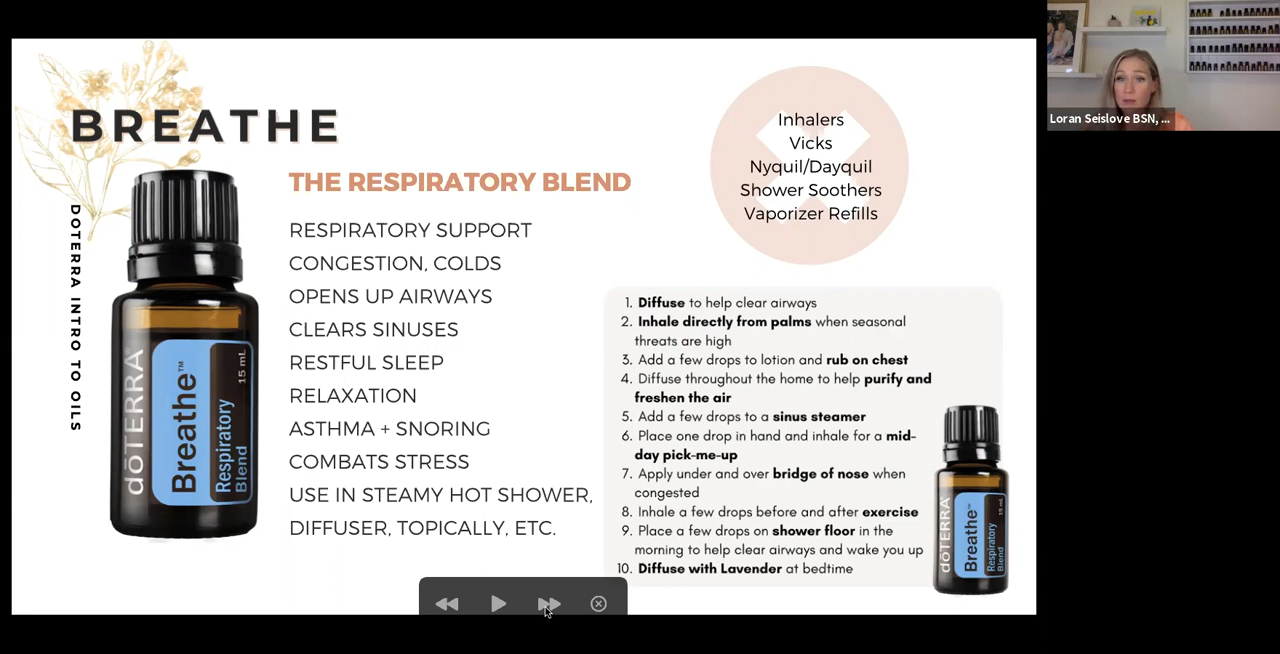 BREATHE
DOTERRA INTRO TO OILS
THE RESPIRATORY BLEND
RESPIRATORY SUPPORT
CONGESTION, COLDS
OPENS UP AIRWAYS
CLEARS SINUSES
RESTFUL SLEEP
RELAXATION
ASTHMA + SNORING
COMBATS STRESS
USE IN STEAMY HOT SHOWER,
DIFFUSER, TOPICALLY, ETC.
dōTERRA
Breathe™
Respiratory
Blend
15 mL
Inhalers
Vicks
Nyquil/Dayquil
Shower Soothers
Vaporizer Refills
1. Diffuse to help clear airways
2. Inhale directly from palms when seasonal
threats are high
3. Add a few drops to lotion and rub on chest
4. Diffuse throughout the home to help purify and
freshen the air
5. Add a few drops to a sinus steamer
6. Place one drop in hand and inhale for a mid-
day pick-me-up
7. Apply under and over bridge of nose when
congested
8. Inhale a few drops before and after exercise
9. Place a few drops on shower floor in the
morning to help clear airways and wake you up
10. Diffuse with Lavender at bedtime
dōTERRA
Breathe™
Respiratory
Blend
15 mL
Loran Seislove BSN, ...